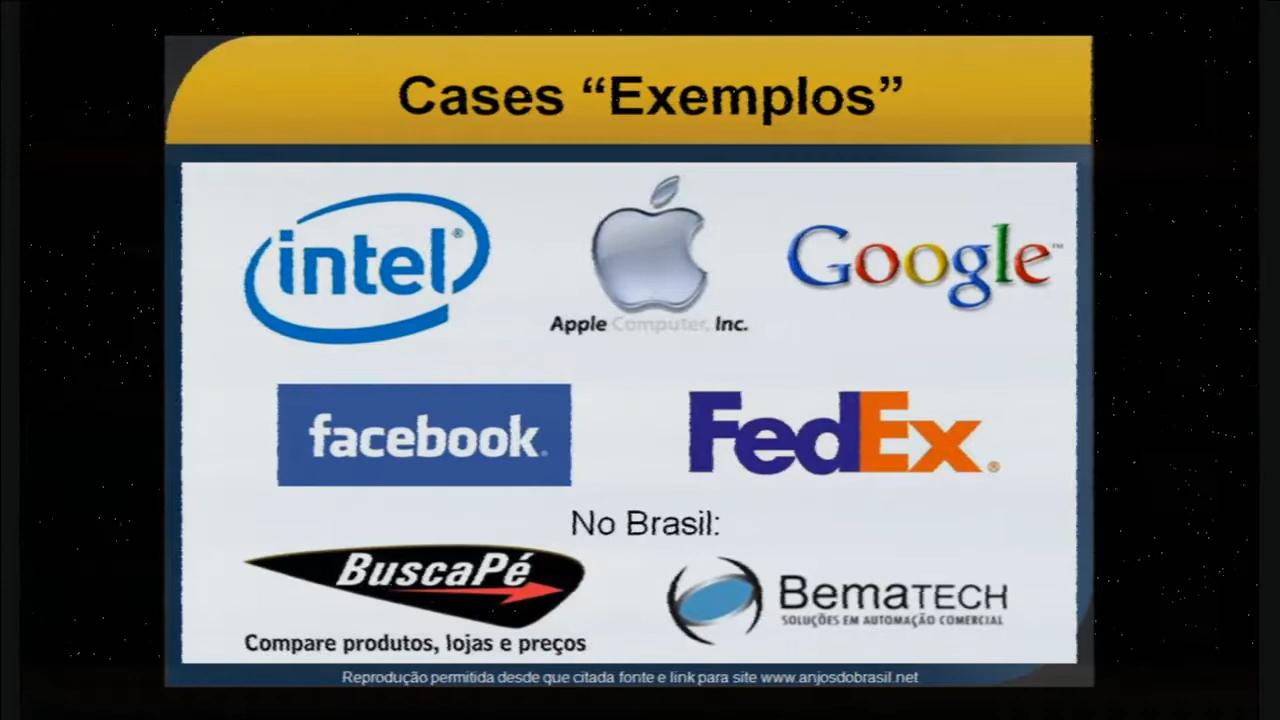 Cases “Exemplos”
intel®
Apple Computer, Inc.
Google™
facebook.
FedEx®
No Brasil:
BuscaPé
Compare produtos, lojas e preços
BemaTECH
SOLUÇÕES EM AUTOMAÇÃO COMERCIAL
Reprodução permitida desde que citada fonte e link para site www.anjosdobrasil.net